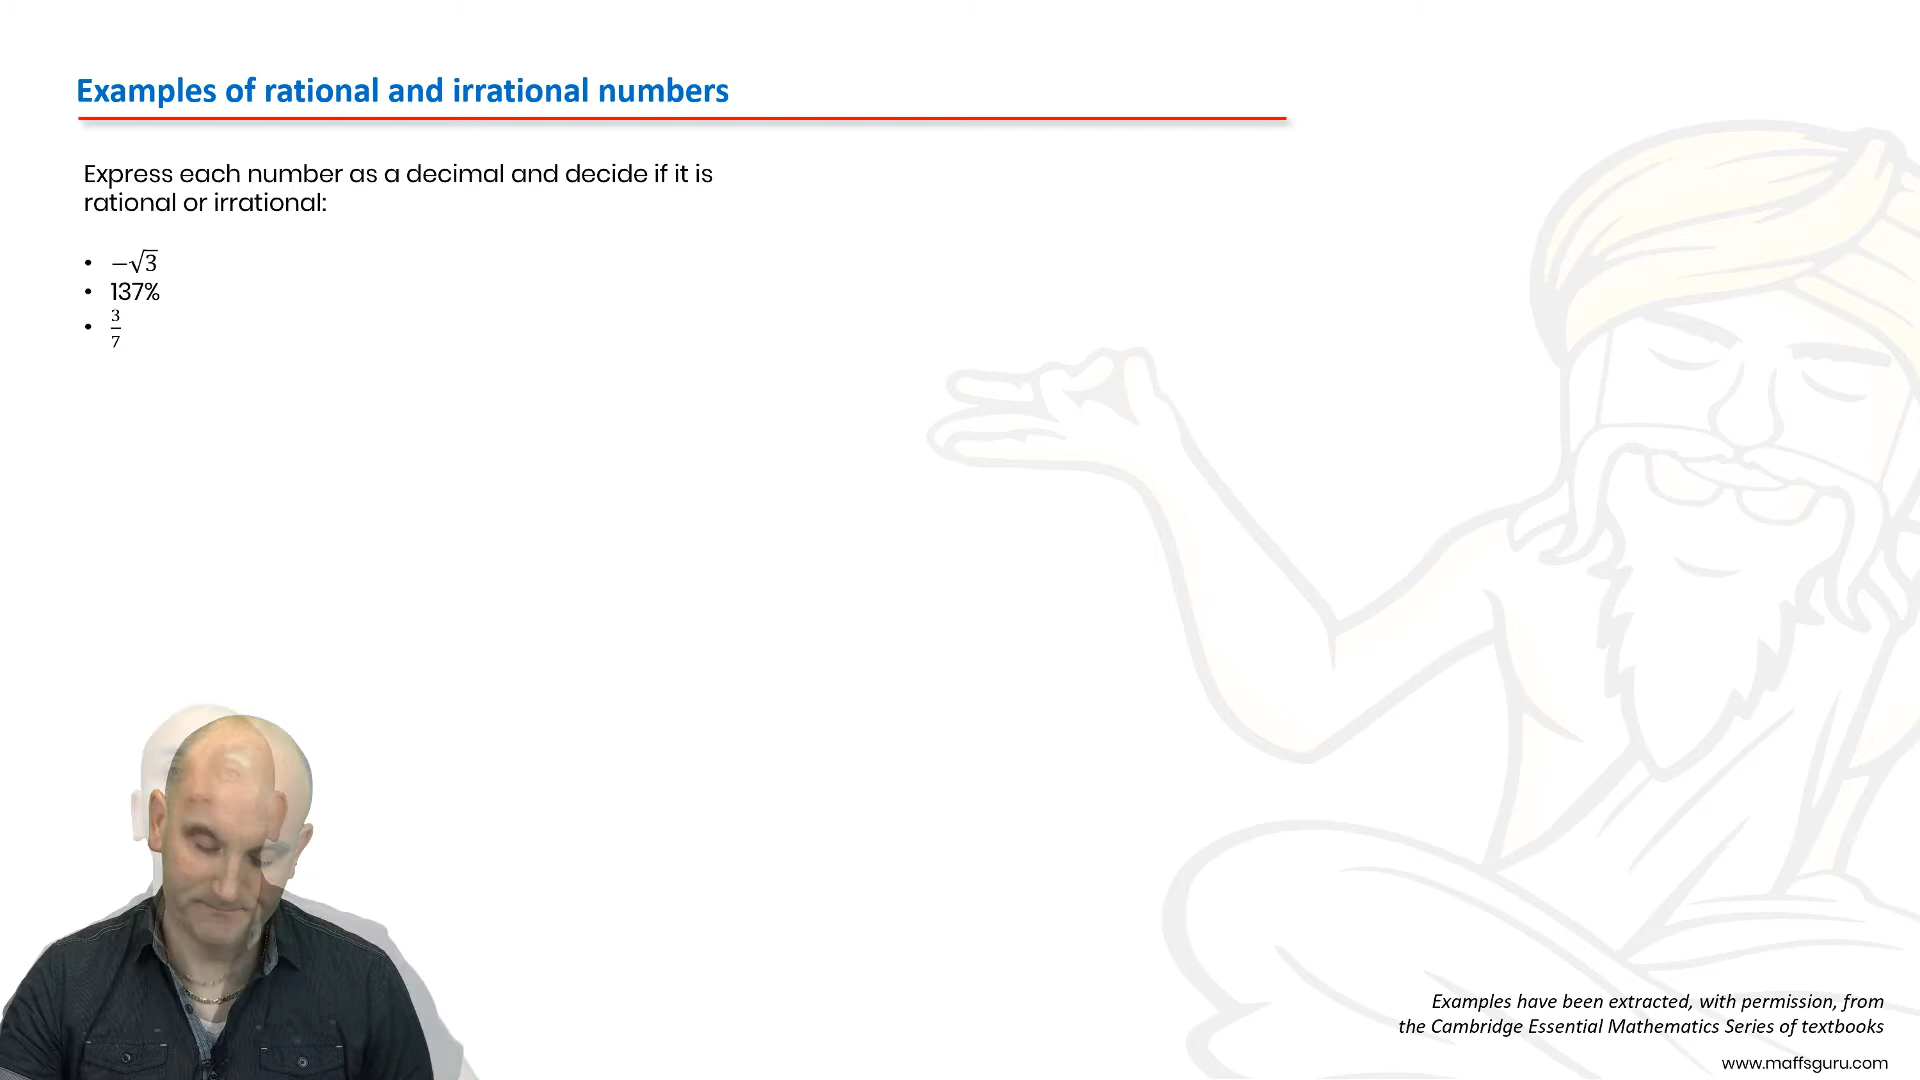 Examples of rational and irrational numbers
Express each number as a decimal and decide if it is
rational or irrational:
• −√3
• 137%
• 3/7
Examples have been extracted, with permission, from
the Cambridge Essential Mathematics Series of textbooks
www.maffsguru.com